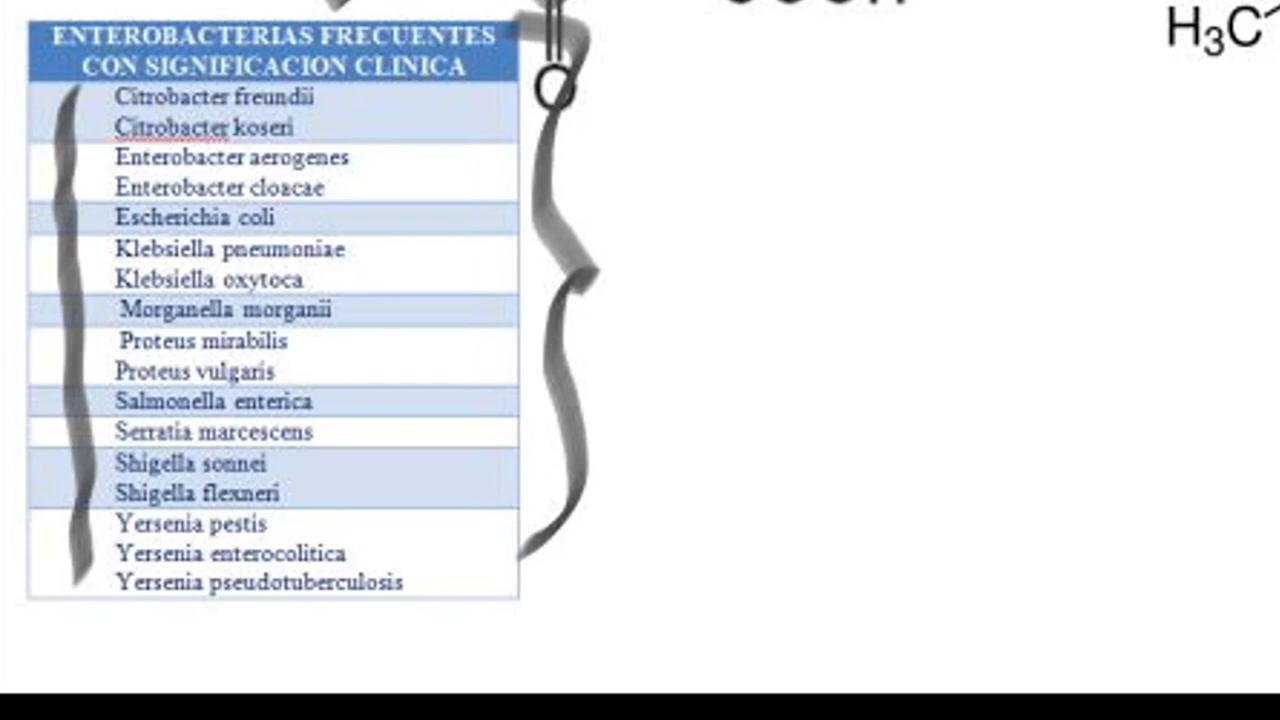 ENTEROBACTERIAS FRECUENTES
CON SIGNIFICACION CLINICA
Citrobacter freundii
Citrobacter koseri
Enterobacter aerogenes
Enterobacter cloacae
Escherichia coli
Klebsiella pneumoniae
Klebsiella oxytoca
Morganella morganii
Proteus mirabilis
Proteus vulgaris
Salmonella enterica
Serratia marcescens
Shigella sonnei
Shigella flexneri
Yersenia pestis
Yersenia enterocolitica
Yersenia pseudotuberculosis
O
H₃C